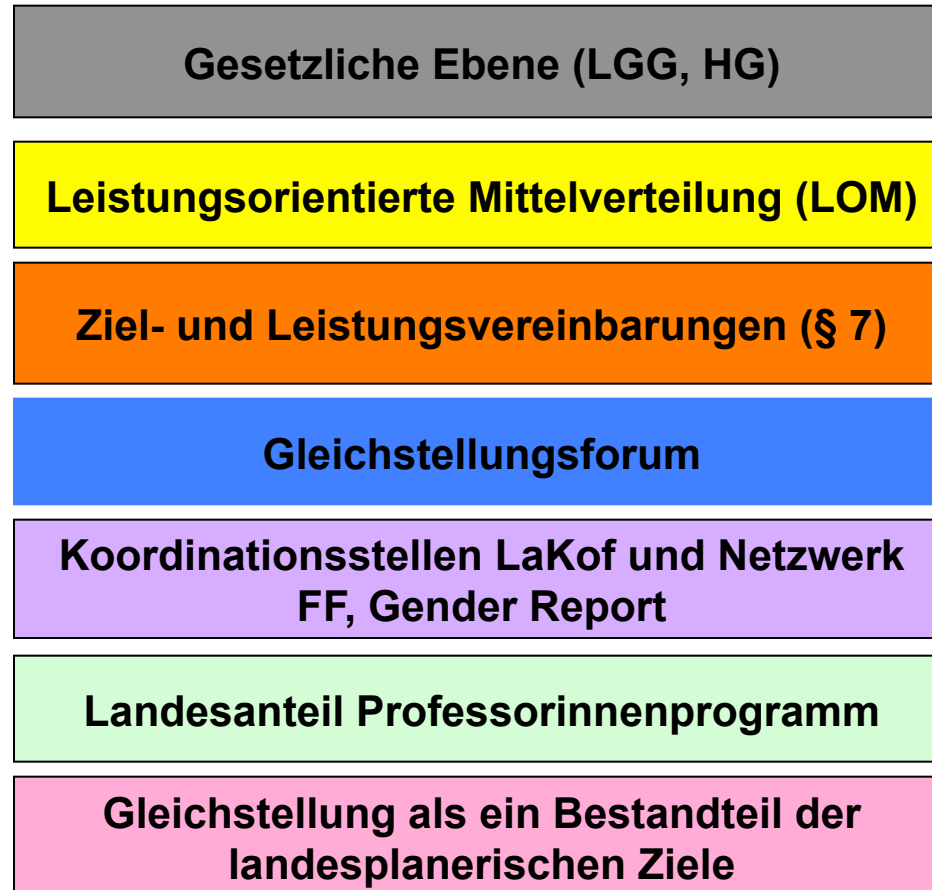 Gesetzliche Ebene (LGG, HG)
Leistungsorientierte Mittelverteilung (LOM)
Ziel- und Leistungsvereinbarungen (§ 7)
Gleichstellungsforum
Koordinationsstellen LaKof und Netzwerk
FF, Gender Report
Landesanteil Professorinnenprogramm
Gleichstellung als ein Bestandteil der
landesplanerischen Ziele